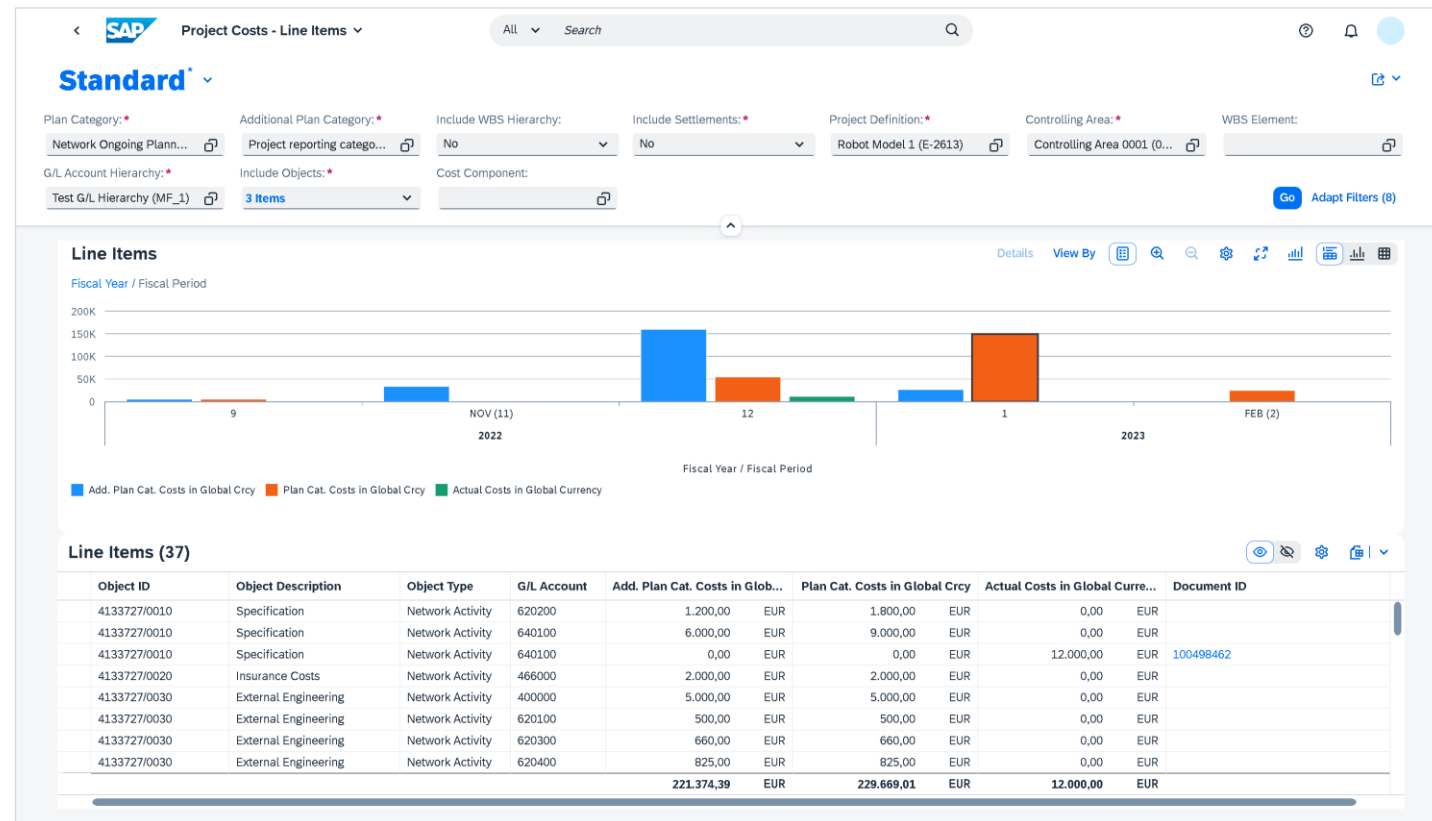 SAP Project Costs - Line Items All Search
Standard*
Plan Category:* Additional Plan Category:* Include WBS Hierarchy: Include Settlements:* Project Definition:* Controlling Area:* WBS Element:
Network Ongoing Plann... Project reporting catego... No No Robot Model 1 (E-2613) Controlling Area 0001 (0...
G/L Account Hierarchy:* Include Objects:* Cost Component:
Test G/L Hierarchy (MF_1) 3 Items Go Adapt Filters (8)
Line Items Details View By
Fiscal Year / Fiscal Period
200K
150K
100K
50K
0
9 NOV (11) 12 1 FEB (2)
2022 2023
Fiscal Year / Fiscal Period
Add. Plan Cat. Costs in Global Crcy Plan Cat. Costs in Global Crcy Actual Costs in Global Currency
Line Items (37)
Object ID Object Description Object Type G/L Account Add. Plan Cat. Costs in Glob... Plan Cat. Costs in Global Crcy Actual Costs in Global Curre... Document ID
4133727/0010 Specification Network Activity 620200 1.200,00 EUR 1.800,00 EUR 0,00 EUR
4133727/0010 Specification Network Activity 640100 6.000,00 EUR 9.000,00 EUR 0,00 EUR
4133727/0010 Specification Network Activity 640100 0,00 EUR 0,00 EUR 12.000,00 EUR 100498462
4133727/0020 Insurance Costs Network Activity 466000 2.000,00 EUR 2.000,00 EUR 0,00 EUR
4133727/0030 External Engineering Network Activity 400000 5.000,00 EUR 5.000,00 EUR 0,00 EUR
4133727/0030 External Engineering Network Activity 620100 500,00 EUR 500,00 EUR 0,00 EUR
4133727/0030 External Engineering Network Activity 620300 660,00 EUR 660,00 EUR 0,00 EUR
4133727/0030 External Engineering Network Activity 620400 825,00 EUR 825,00 EUR 0,00 EUR
221.374,39 EUR 229.669,01 EUR 12.000,00 EUR